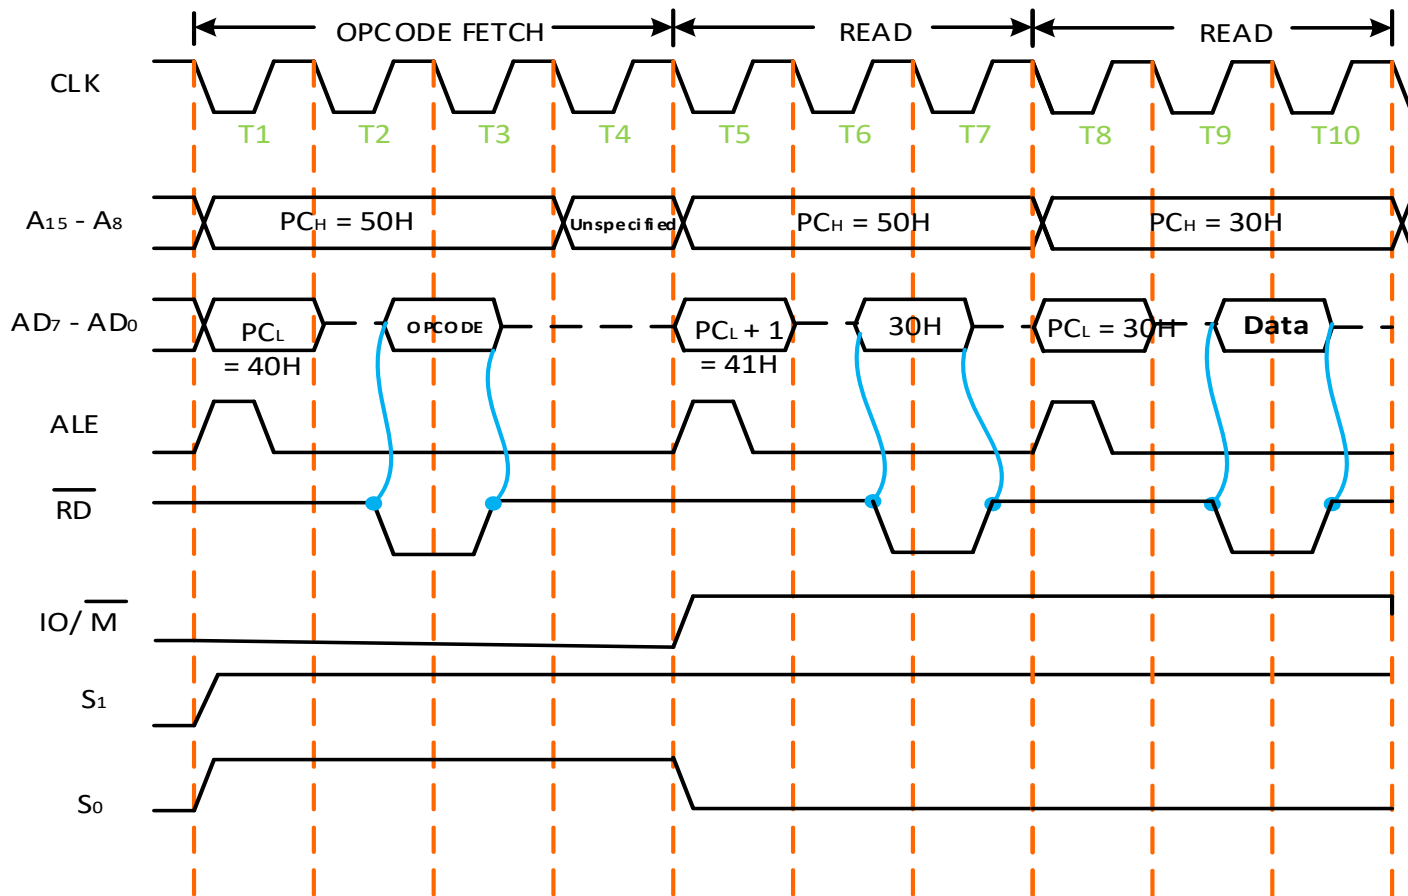 OPCODE FETCH READ READ
CLK
T1 T2 T3 T4 T5 T6 T7 T8 T9 T10
A₁₅ - A₈ PCH = 50H Unspecified PCH = 50H PCH = 30H
AD₇ - AD₀ PCL OPCODE PCL + 1 30H PCL = 30H Data
= 40H = 41H
ALE
R̅D̅
IO/ M̅
S₁
S₀